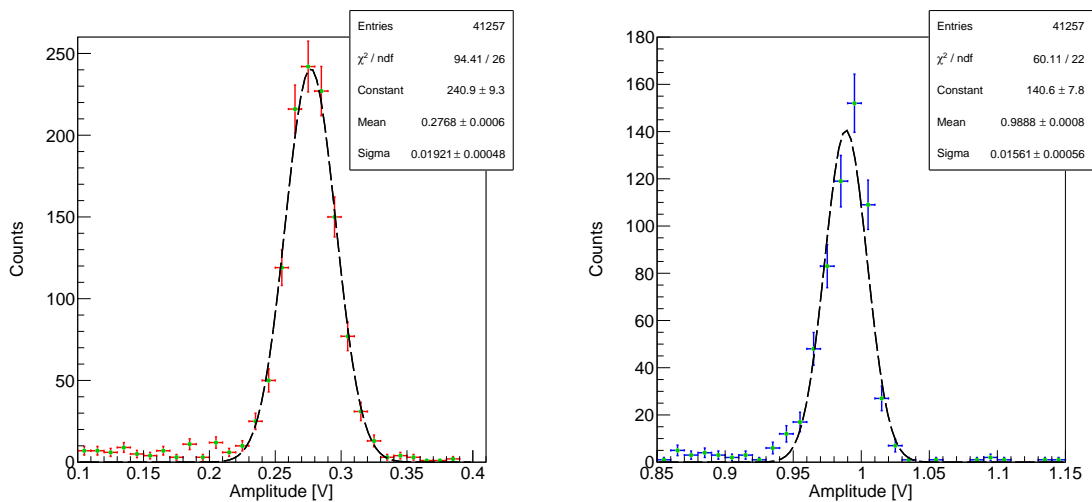 Entries 41257
χ² / ndf 94.41 / 26
Constant 240.9 ± 9.3
Mean 0.2768 ± 0.0006
Sigma 0.01921 ± 0.00048
250
200
150
100
50
0
Counts
0.1 0.15 0.2 0.25 0.3 0.35 0.4
Amplitude [V]
Entries 41257
χ² / ndf 60.11 / 22
Constant 140.6 ± 7.8
Mean 0.9888 ± 0.0008
Sigma 0.01561 ± 0.00056
180
160
140
120
100
80
60
40
20
0
Counts
0.85 0.9 0.95 1 1.05 1.1 1.15
Amplitude [V]